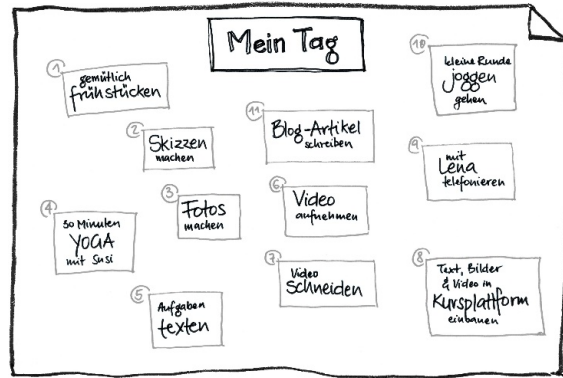 Mein Tag
1
gemütlich
frühstücken
2
Skizzen
machen
3
Fotos
machen
4
30 Minuten
YOGA
mit Susi
5
Aufgaben
texten
6
Video
aufnehmen
7
Video
schneiden
8
Text, Bilder
& Video in
Kursplattform
einbauen
9
mit
Lena
telefonieren
10
kleine Runde
joggen
gehen
11
Blog-Artikel
schreiben